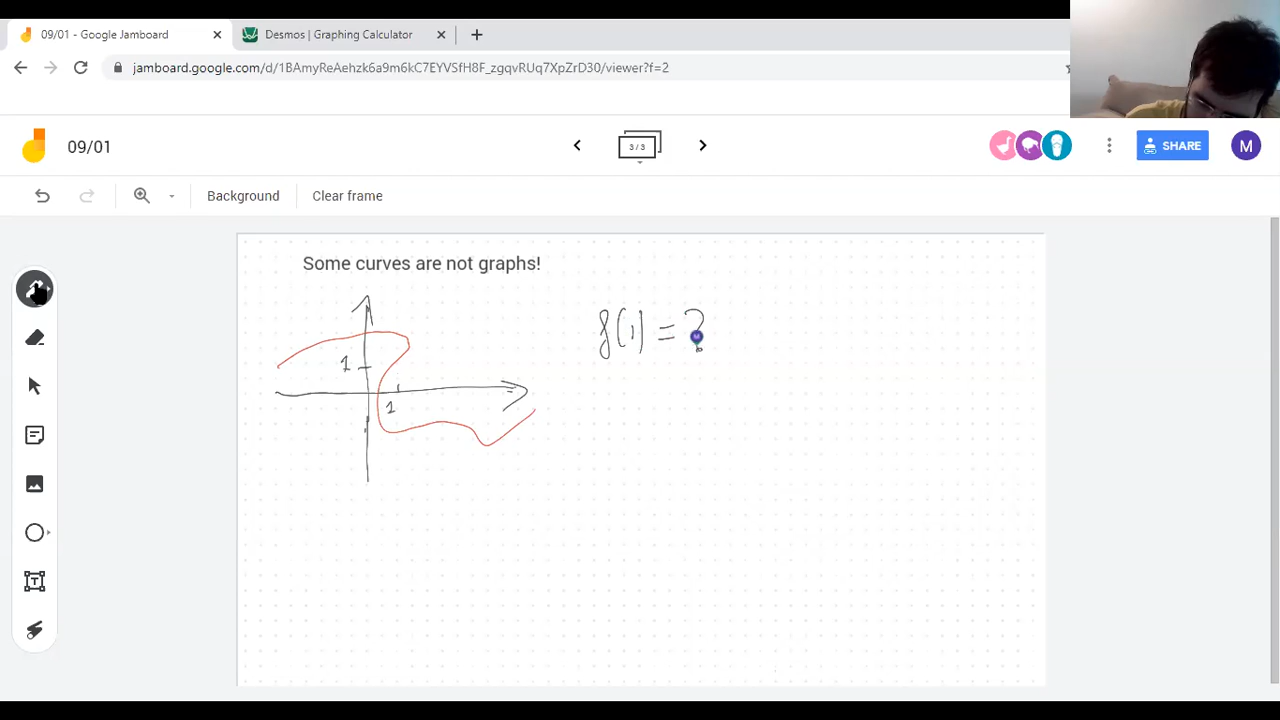 09/01 - Google Jamboard
Desmos | Graphing Calculator
jamboard.google.com/d/1BAmyReAehzk6a9m6kC7EYVSfH8F_zgqvRUq7XpZrD30/viewer?f=2
09/01
3 / 3
SHARE
M
Background
Clear frame
Some curves are not graphs!
f(1) = ?
M
1
1
T